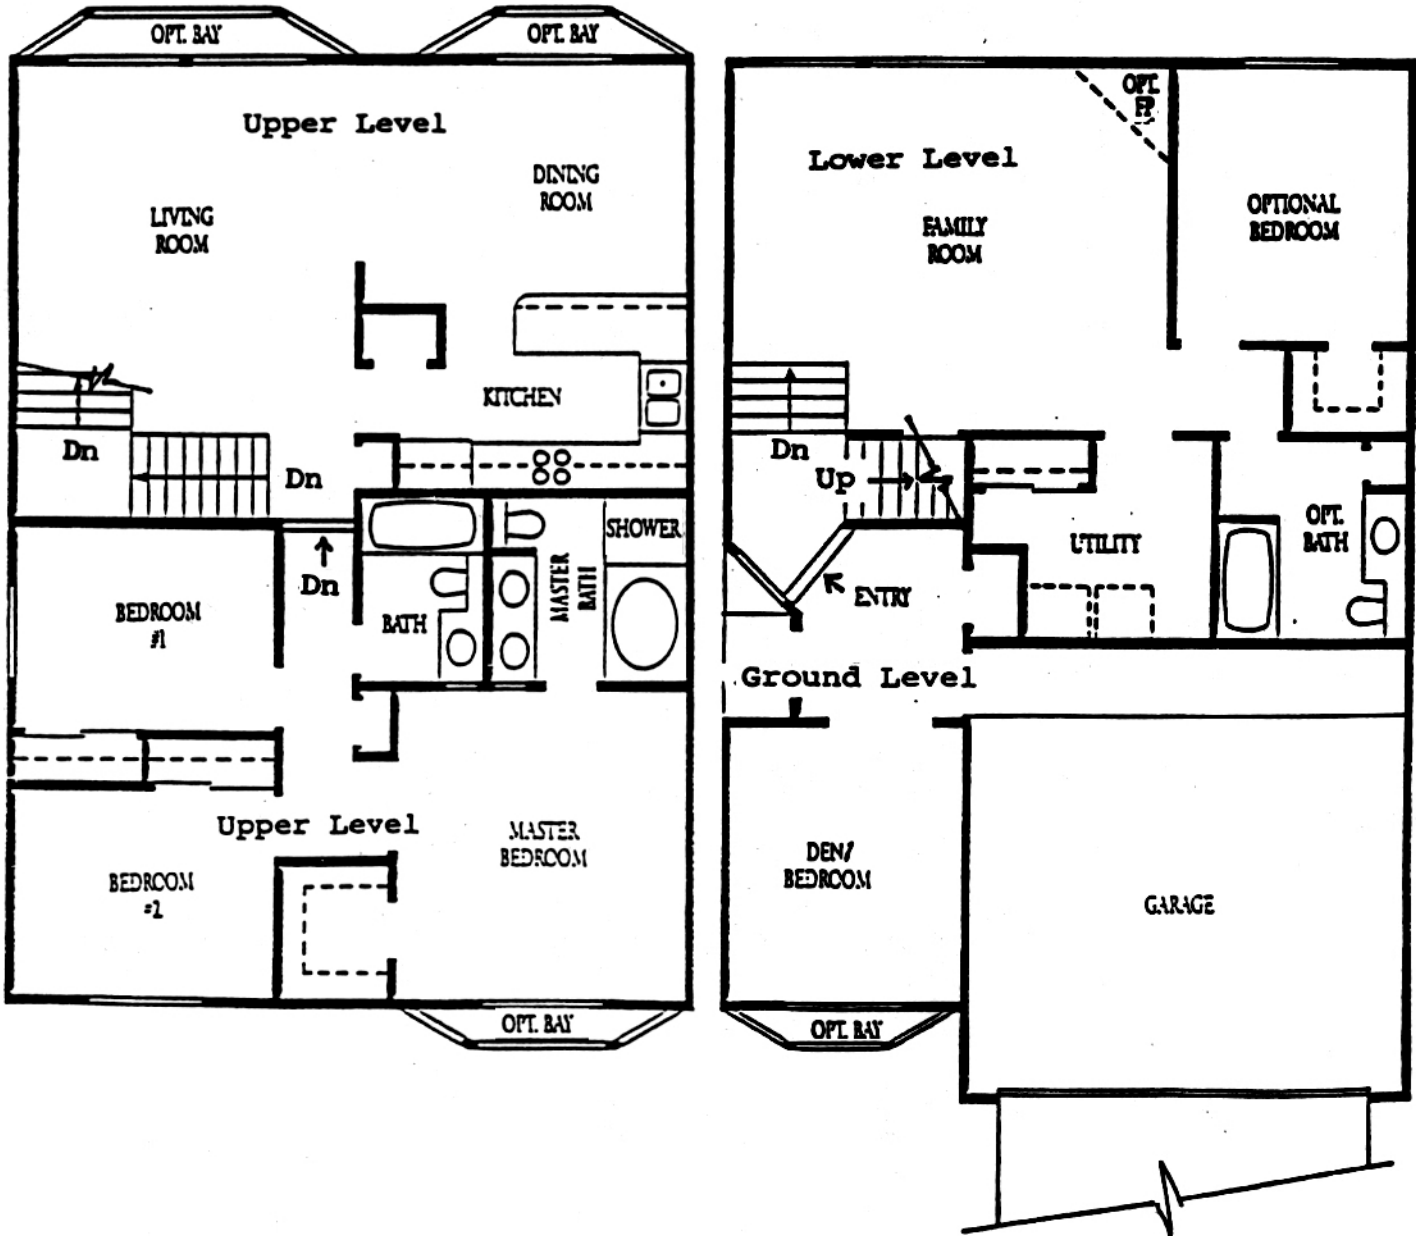 OPT. BAY
OPT. BAY
Upper Level
DINING
ROOM
LIVING
ROOM
KITCHEN
Dn
Dn
Dn
SHOWER
MASTER
BATH
BATH
BEDROOM
#1
Upper Level
MASTER
BEDROOM
BEDROOM
#2
OPT. BAY
OPT.
FP
Lower Level
FAMILY
ROOM
OPTIONAL
BEDROOM
Dn
Up
UTILITY
OPT.
BATH
ENTRY
Ground Level
DEN/
BEDROOM
GARAGE
OPT. BAY